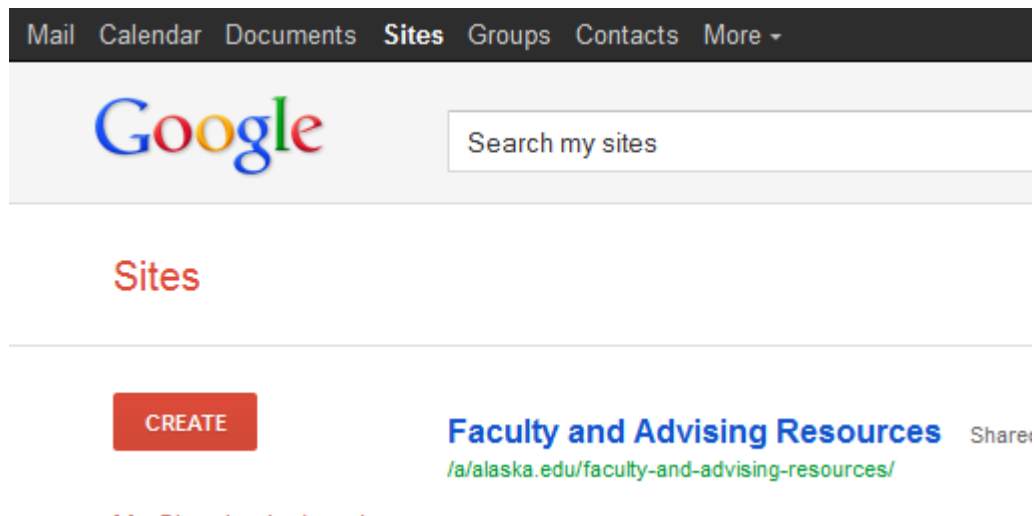 Mail Calendar Documents Sites Groups Contacts More
Google
Search my sites
Sites
CREATE
Faculty and Advising Resources
/a/alaska.edu/faculty-and-advising-resources/